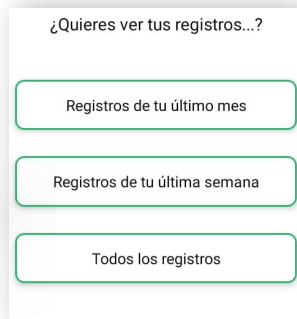 ¿Quieres ver tus registros...?
Registros de tu último mes
Registros de tu última semana
Todos los registros